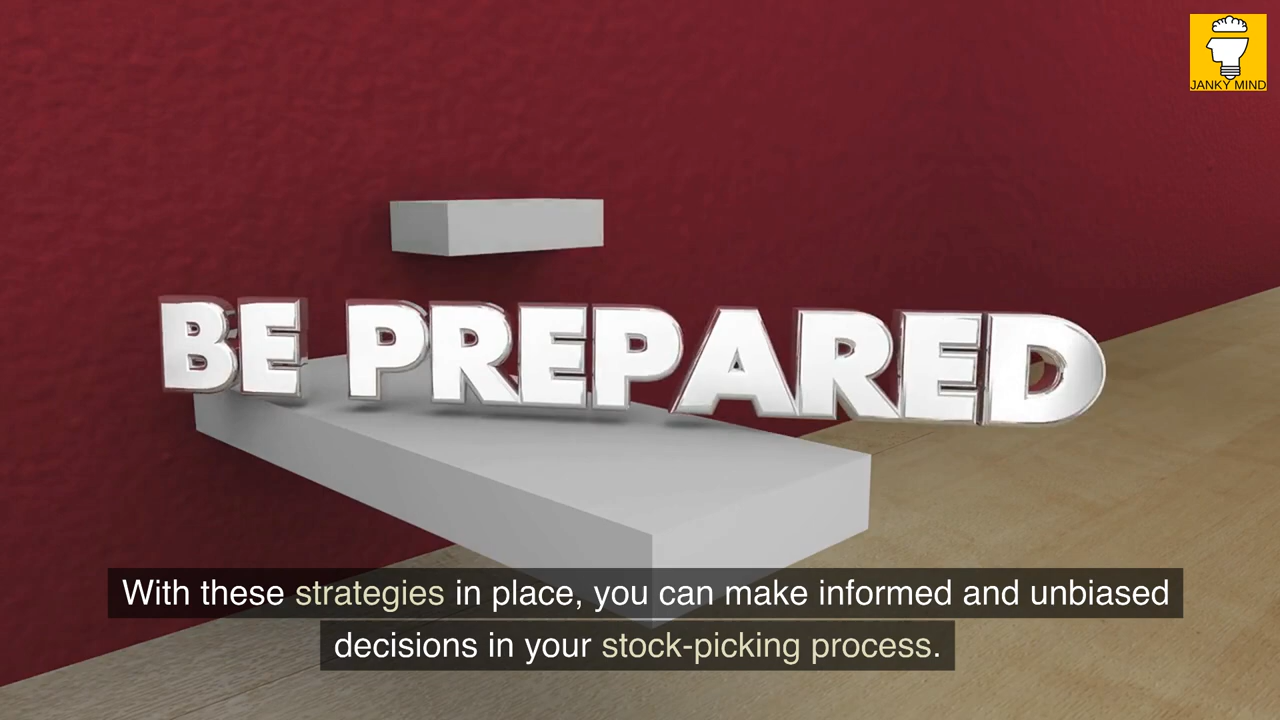 JANKY MIND
BE PREPARED
With these strategies in place, you can make informed and unbiased
decisions in your stock-picking process.